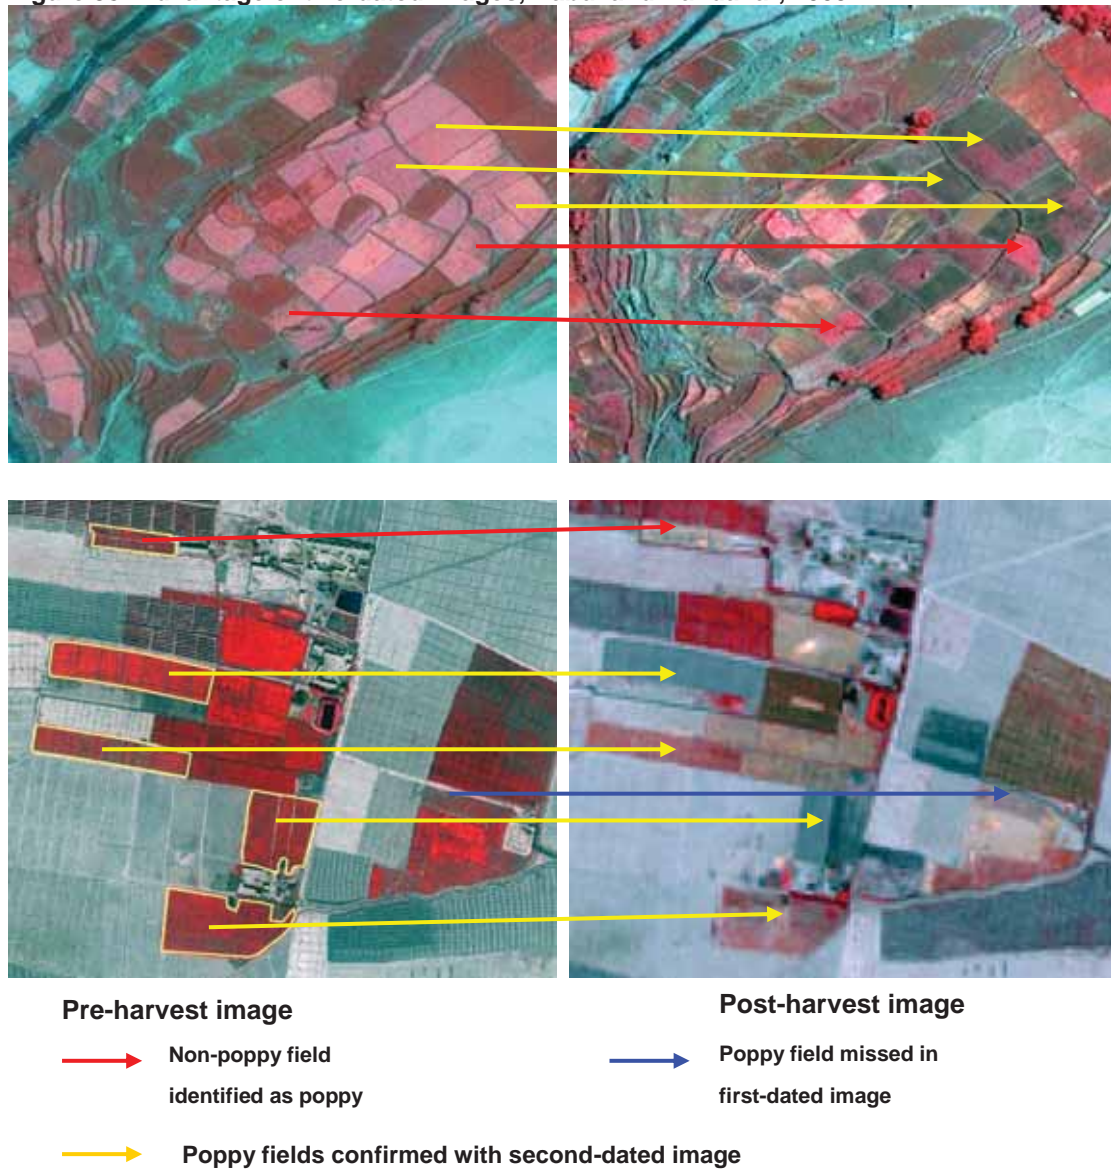 Pre-harvest image
Post-harvest image
Non-poppy field
identified as poppy
Poppy field missed in
first-dated image
Poppy fields confirmed with second-dated image